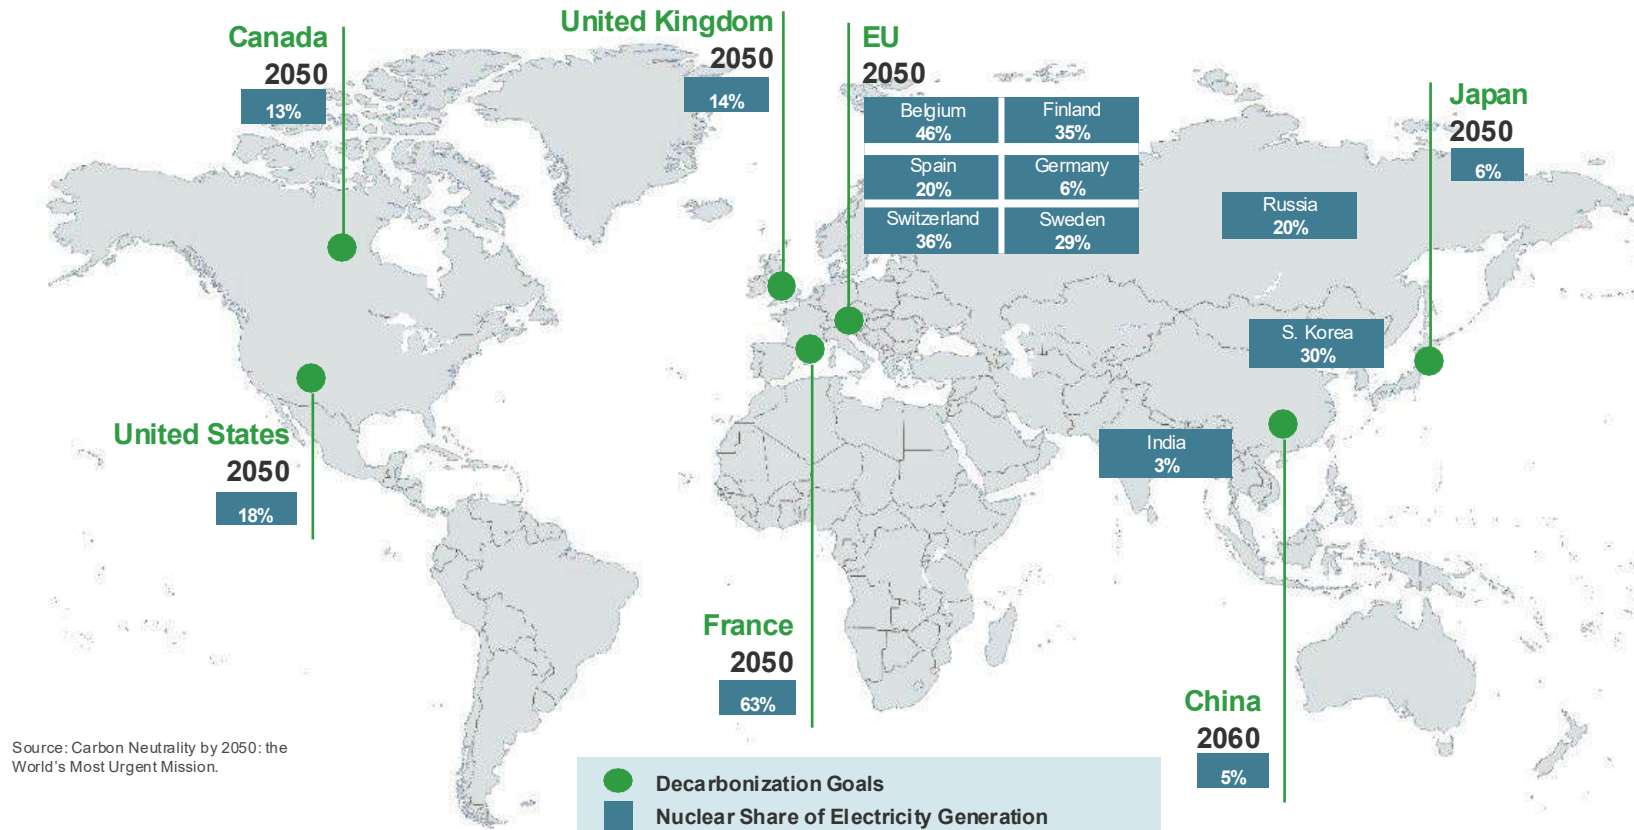 Canada
2050
13%
United Kingdom
2050
14%
EU
2050
Belgium
46%
Finland
35%
Spain
20%
Germany
6%
Switzerland
36%
Sweden
29%
Japan
2050
6%
Russia
20%
S. Korea
30%
India
3%
United States
2050
18%
France
2050
63%
China
2060
5%
Source: Carbon Neutrality by 2050: the
World's Most Urgent Mission.
Decarbonization Goals
Nuclear Share of Electricity Generation